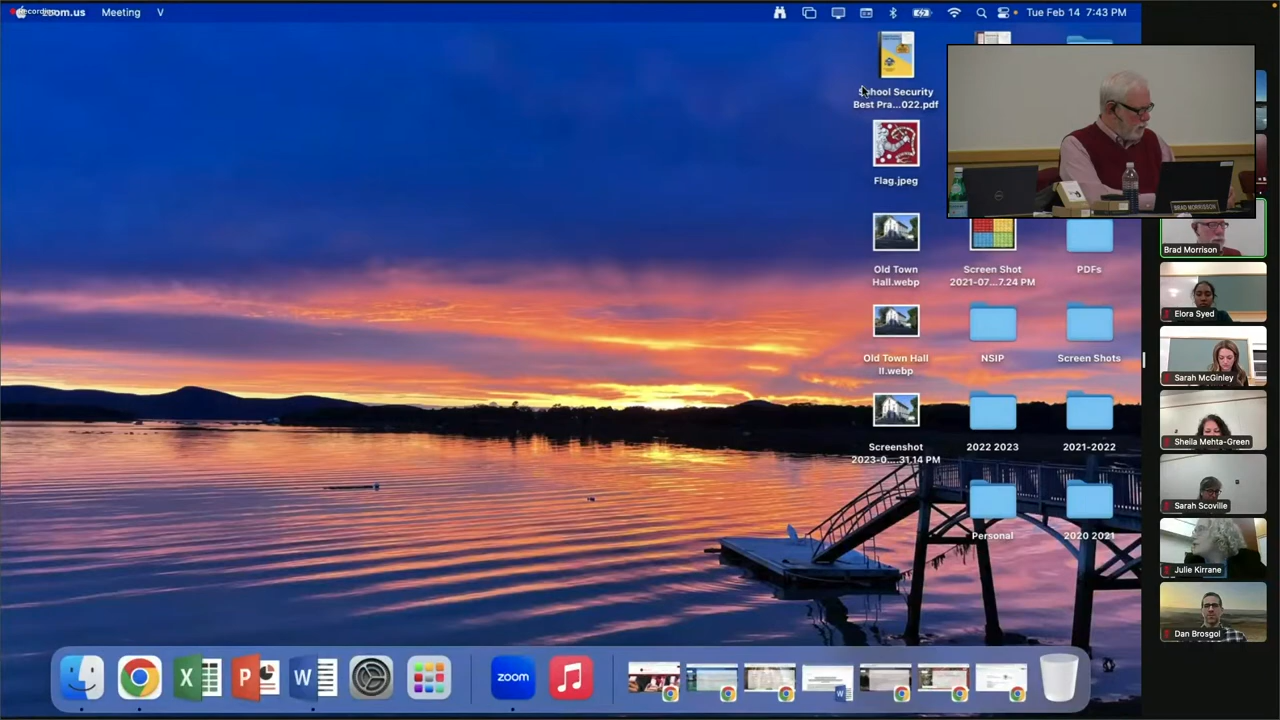 Recording
zoom.us Meeting V
Tue Feb 14 7:43 PM
School Security
Best Pra...022.pdf
Flag.jpeg
Old Town
Hall.webp
Screen Shot
2021-07...7.24 PM
PDFs
Old Town Hall
II.webp
NSIP
Screen Shots
Screenshot
2023-0....31.14 PM
2022 2023
2021-2022
Personal
2020 2021
X
P
W
zoom
BRAD MORRISSON
Brad Morrison
Elora Syed
Sarah McGinley
Sheila Mehta-Green
Sarah Scoville
Julie Kirrane
Dan Brosgol